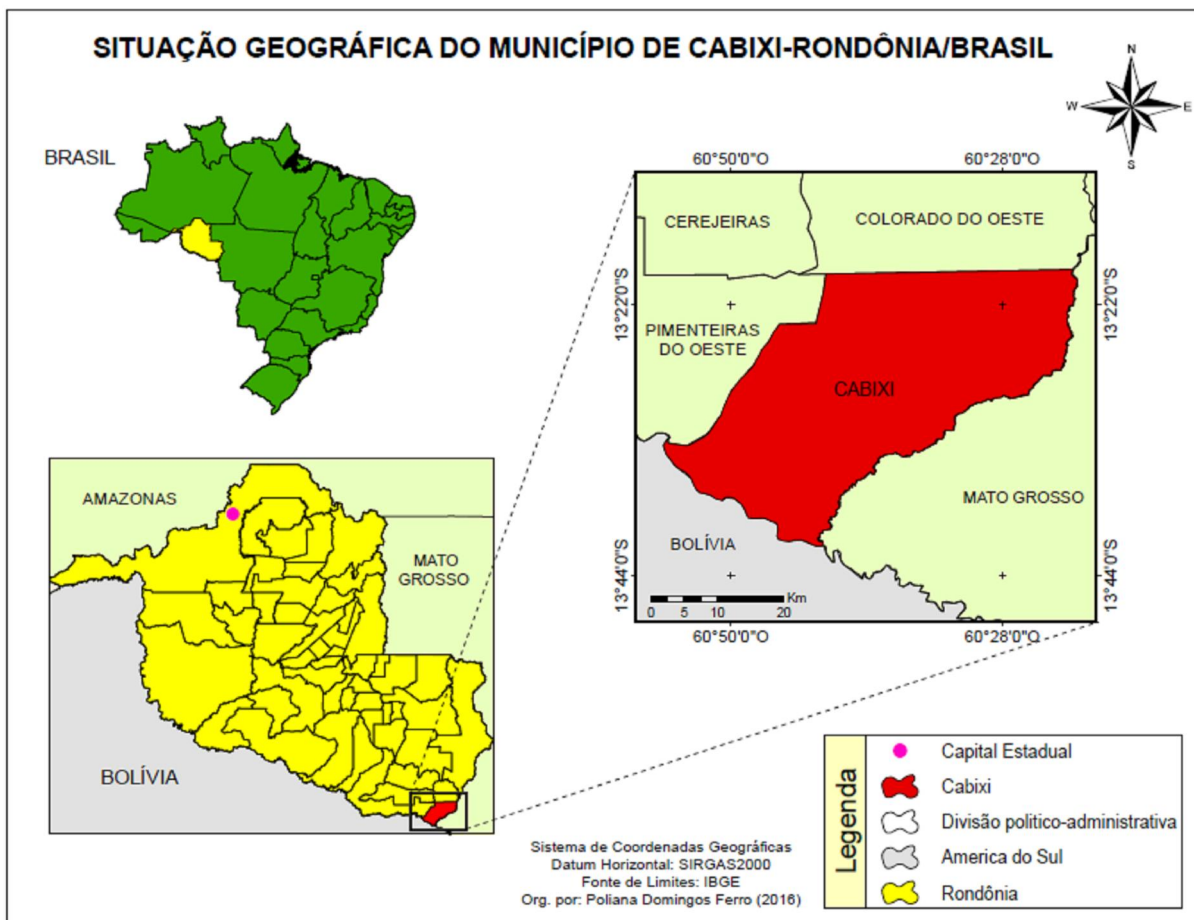 SITUAÇÃO GEOGRÁFICA DO MUNICÍPIO DE CABIXI-RONDÔNIA/BRASIL
N
W
E
S
BRASIL
60°50'0"O
60°28'0"O
CEREJEIRAS
COLORADO DO OESTE
13°22'0"S
13°22'0"S
PIMENTEIRAS
DO OESTE
CABIXI
MATO GROSSO
BOLÍVIA
13°44'0"S
13°44'0"S
Km
0 5 10 20
60°50'0"O
60°28'0"O
AMAZONAS
MATO
GROSSO
BOLÍVIA
Sistema de Coordenadas Geográficas
Datum Horizontal: SIRGAS2000
Fonte de Limites: IBGE
Org. por: Poliana Domingos Ferro (2016)
Legenda
Capital Estadual
Cabixi
Divisão politico-administrativa
America do Sul
Rondônia